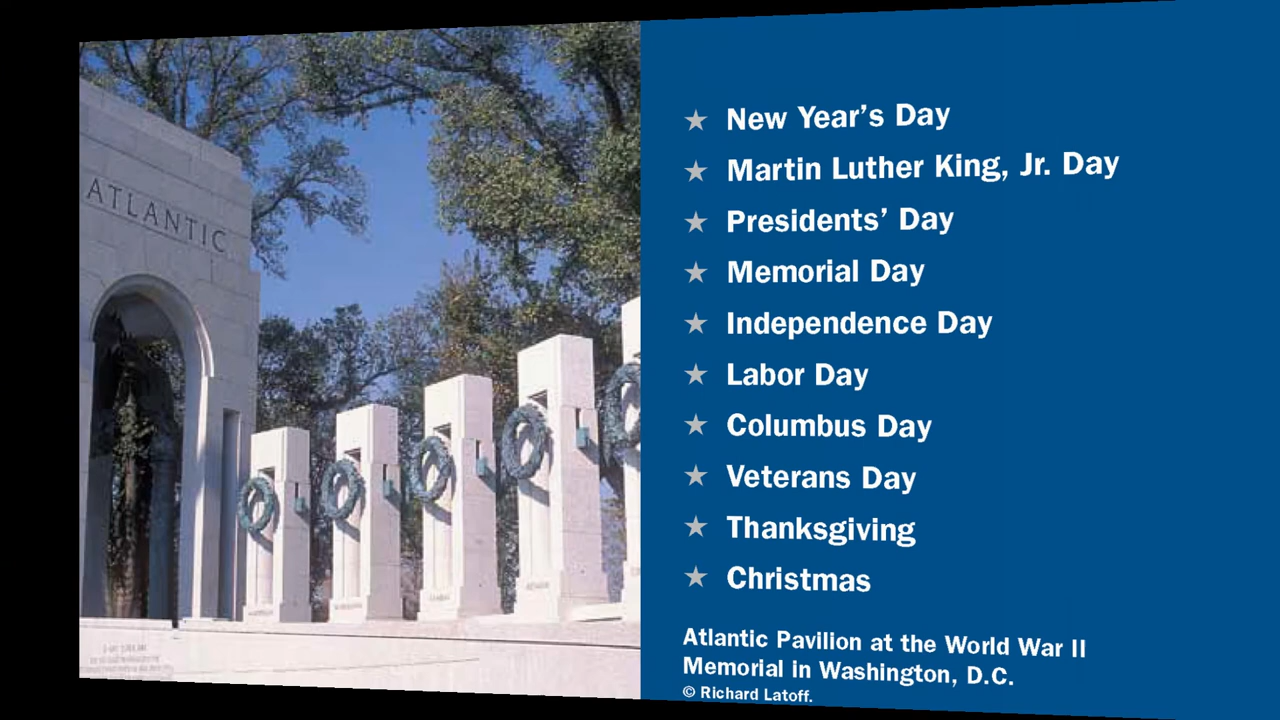 ATLANTIC
New Year's Day
Martin Luther King, Jr. Day
Presidents' Day
Memorial Day
Independence Day
Labor Day
Columbus Day
Veterans Day
Thanksgiving
Christmas
Atlantic Pavilion at the World War II
Memorial in Washington, D.C.
© Richard Latoff.